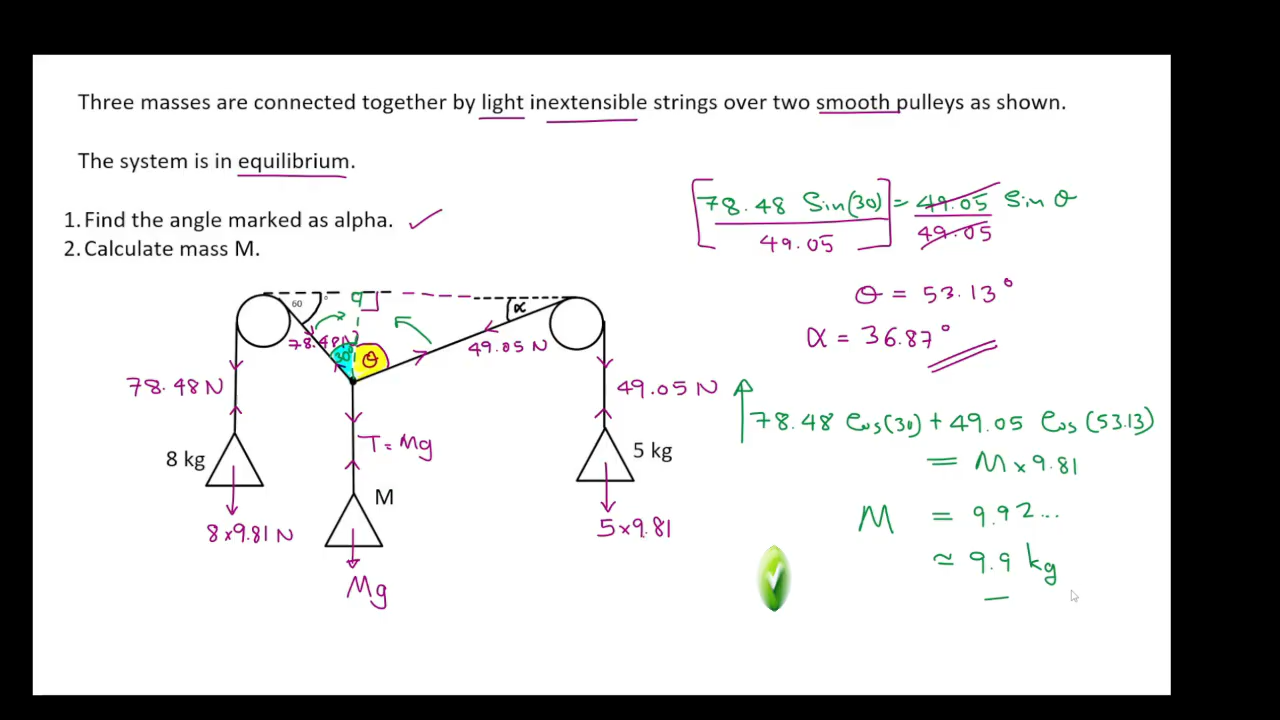 Three masses are connected together by light inextensible strings over two smooth pulleys as shown.
The system is in equilibrium.
1. Find the angle marked as alpha. ✓
2. Calculate mass M.
[78.48 Sin(30) / 49.05] = 49.05 Sin θ / 49.05
θ = 53.13°
α = 36.87°
60°
α
78.48N
30°
θ
49.05 N
78.48 N
49.05 N
T = Mg
8 kg
M
5 kg
8×9.81 N
5×9.81
Mg
78.48 Cos(30) + 49.05 Cos(53.13)
= M × 9.81
M = 9.92...
≈ 9.9 kg